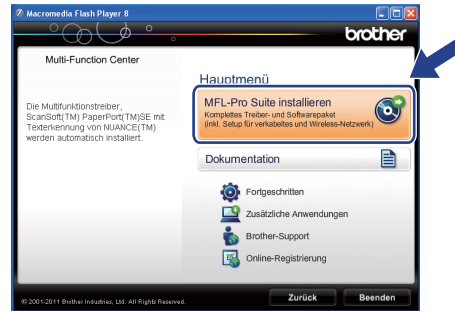 Macromedia Flash Player 8
brother
Multi-Function Center
Die Multifunktionstreiber,
ScanSoft(TM) PaperPort(TM)SE mit
Texterkennung von NUANCE(TM)
werden automatisch installiert.
Hauptmenü
MFL-Pro Suite installieren
Komplettes Treiber- und Softwarepaket
(inkl. Setup für verkabeltes und Wireless-Netzwerk)
Dokumentation
Fortgeschritten
Zusätzliche Anwendungen
Brother-Support
Online-Registrierung
© 2001-2011 Brother Industries, Ltd. All Rights Reserved.
Zurück
Beenden